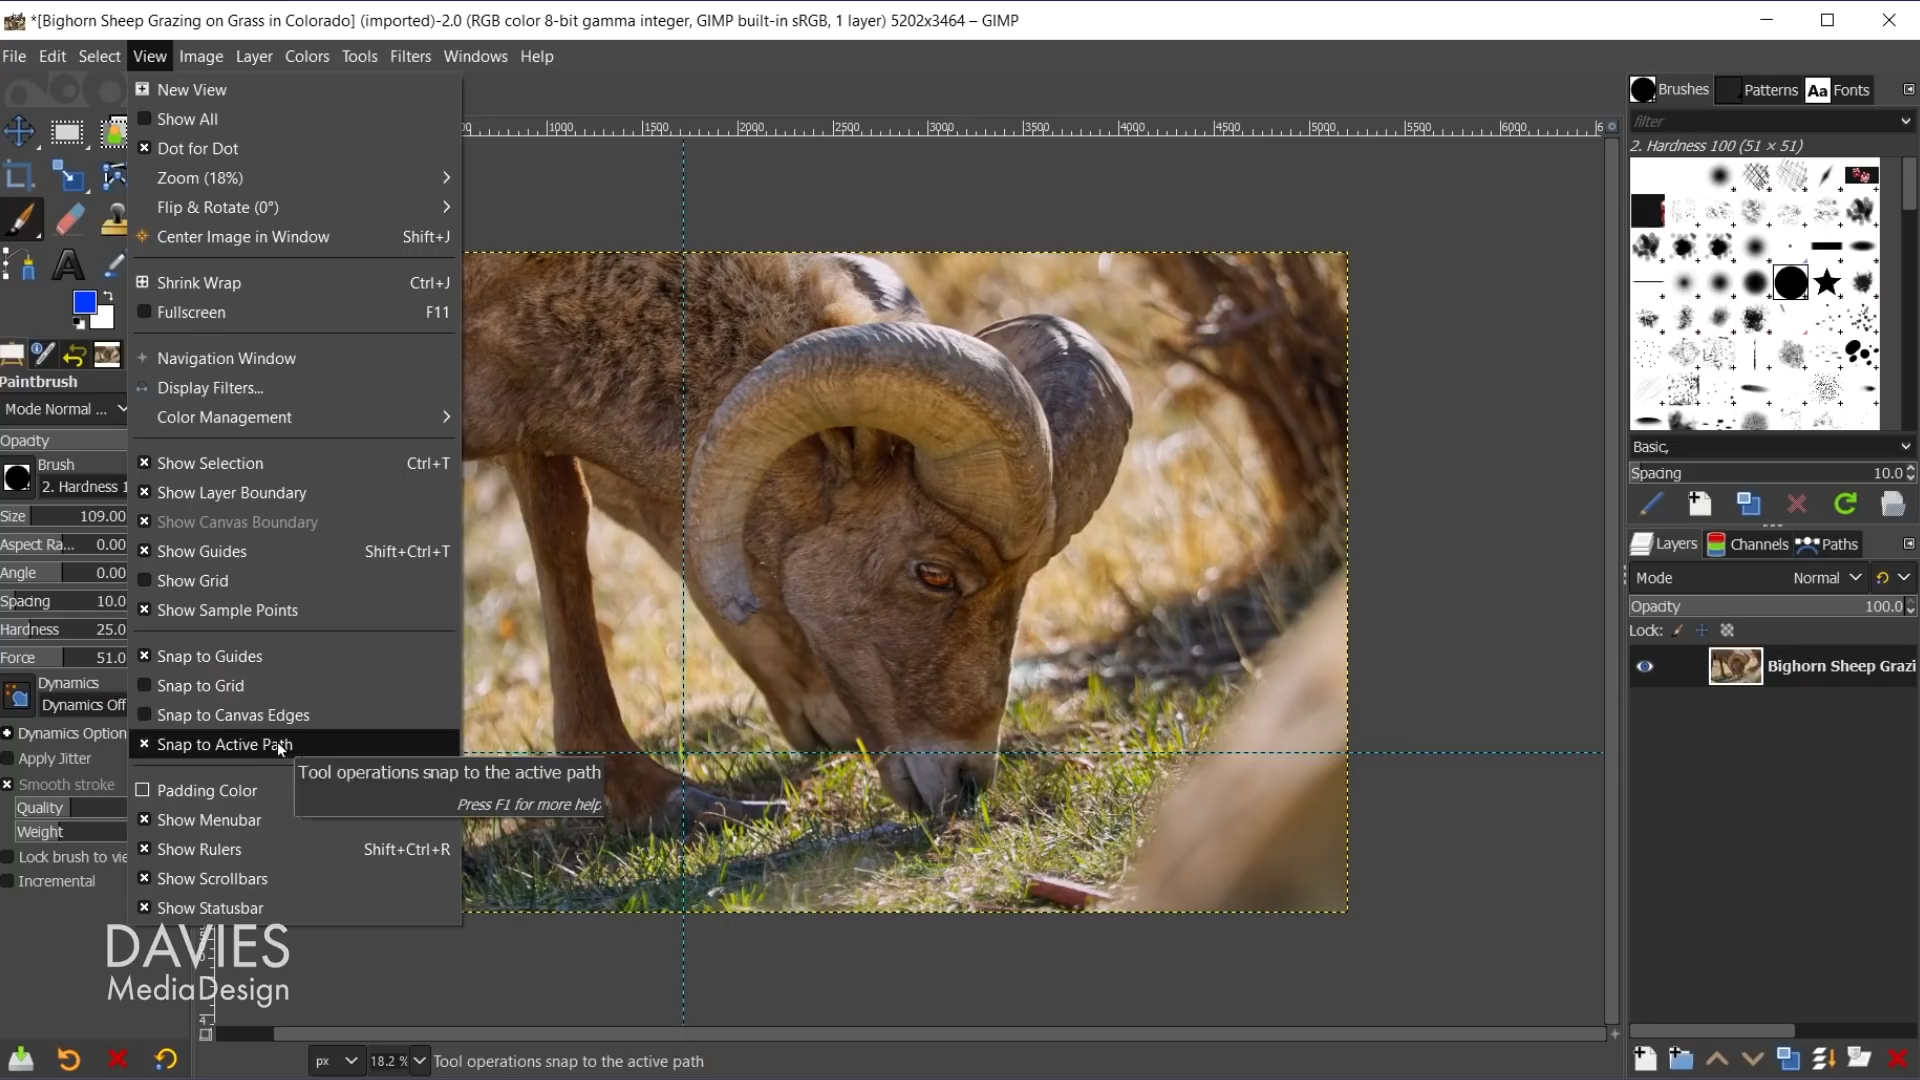 *[Bighorn Sheep Grazing on Grass in Colorado] (imported)-2.0 (RGB color 8-bit gamma integer, GIMP built-in sRGB, 1 layer) 5202x3464 – GIMP
File Edit Select View Image Layer Colors Tools Filters Windows Help
New View
Show All
Dot for Dot
Zoom (18%)
Flip & Rotate (0°)
Center Image in Window Shift+J
Shrink Wrap Ctrl+J
Fullscreen F11
Navigation Window
Display Filters...
Color Management
Show Selection Ctrl+T
Show Layer Boundary
Show Canvas Boundary
Show Guides Shift+Ctrl+T
Show Grid
Show Sample Points
Snap to Guides
Snap to Grid
Snap to Canvas Edges
Snap to Active Path
Padding Color
Show Menubar
Show Rulers Shift+Ctrl+R
Show Scrollbars
Show Statusbar
Tool operations snap to the active path
Press F1 for more help
1000 1500 2000 2500 3000 3500 4000 4500 5000 5500 6000
Paintbrush
Mode Normal ...
Opacity
Brush
2. Hardness 1
Size 109.00
Aspect Ra... 0.00
Angle 0.00
Spacing 10.0
Hardness 25.0
Force 51.0
Dynamics
Dynamics Off
Dynamics Option
Apply Jitter
Smooth stroke
Quality
Weight
Lock brush to vie
Incremental
DAVIES
MediaDesign
px 18.2 % Tool operations snap to the active path
Brushes Patterns Aa Fonts
filter
2. Hardness 100 (51 × 51)
Basic,
Spacing 10.0
Layers Channels Paths
Mode Normal
Opacity 100.0
Lock:
Bighorn Sheep Grazi